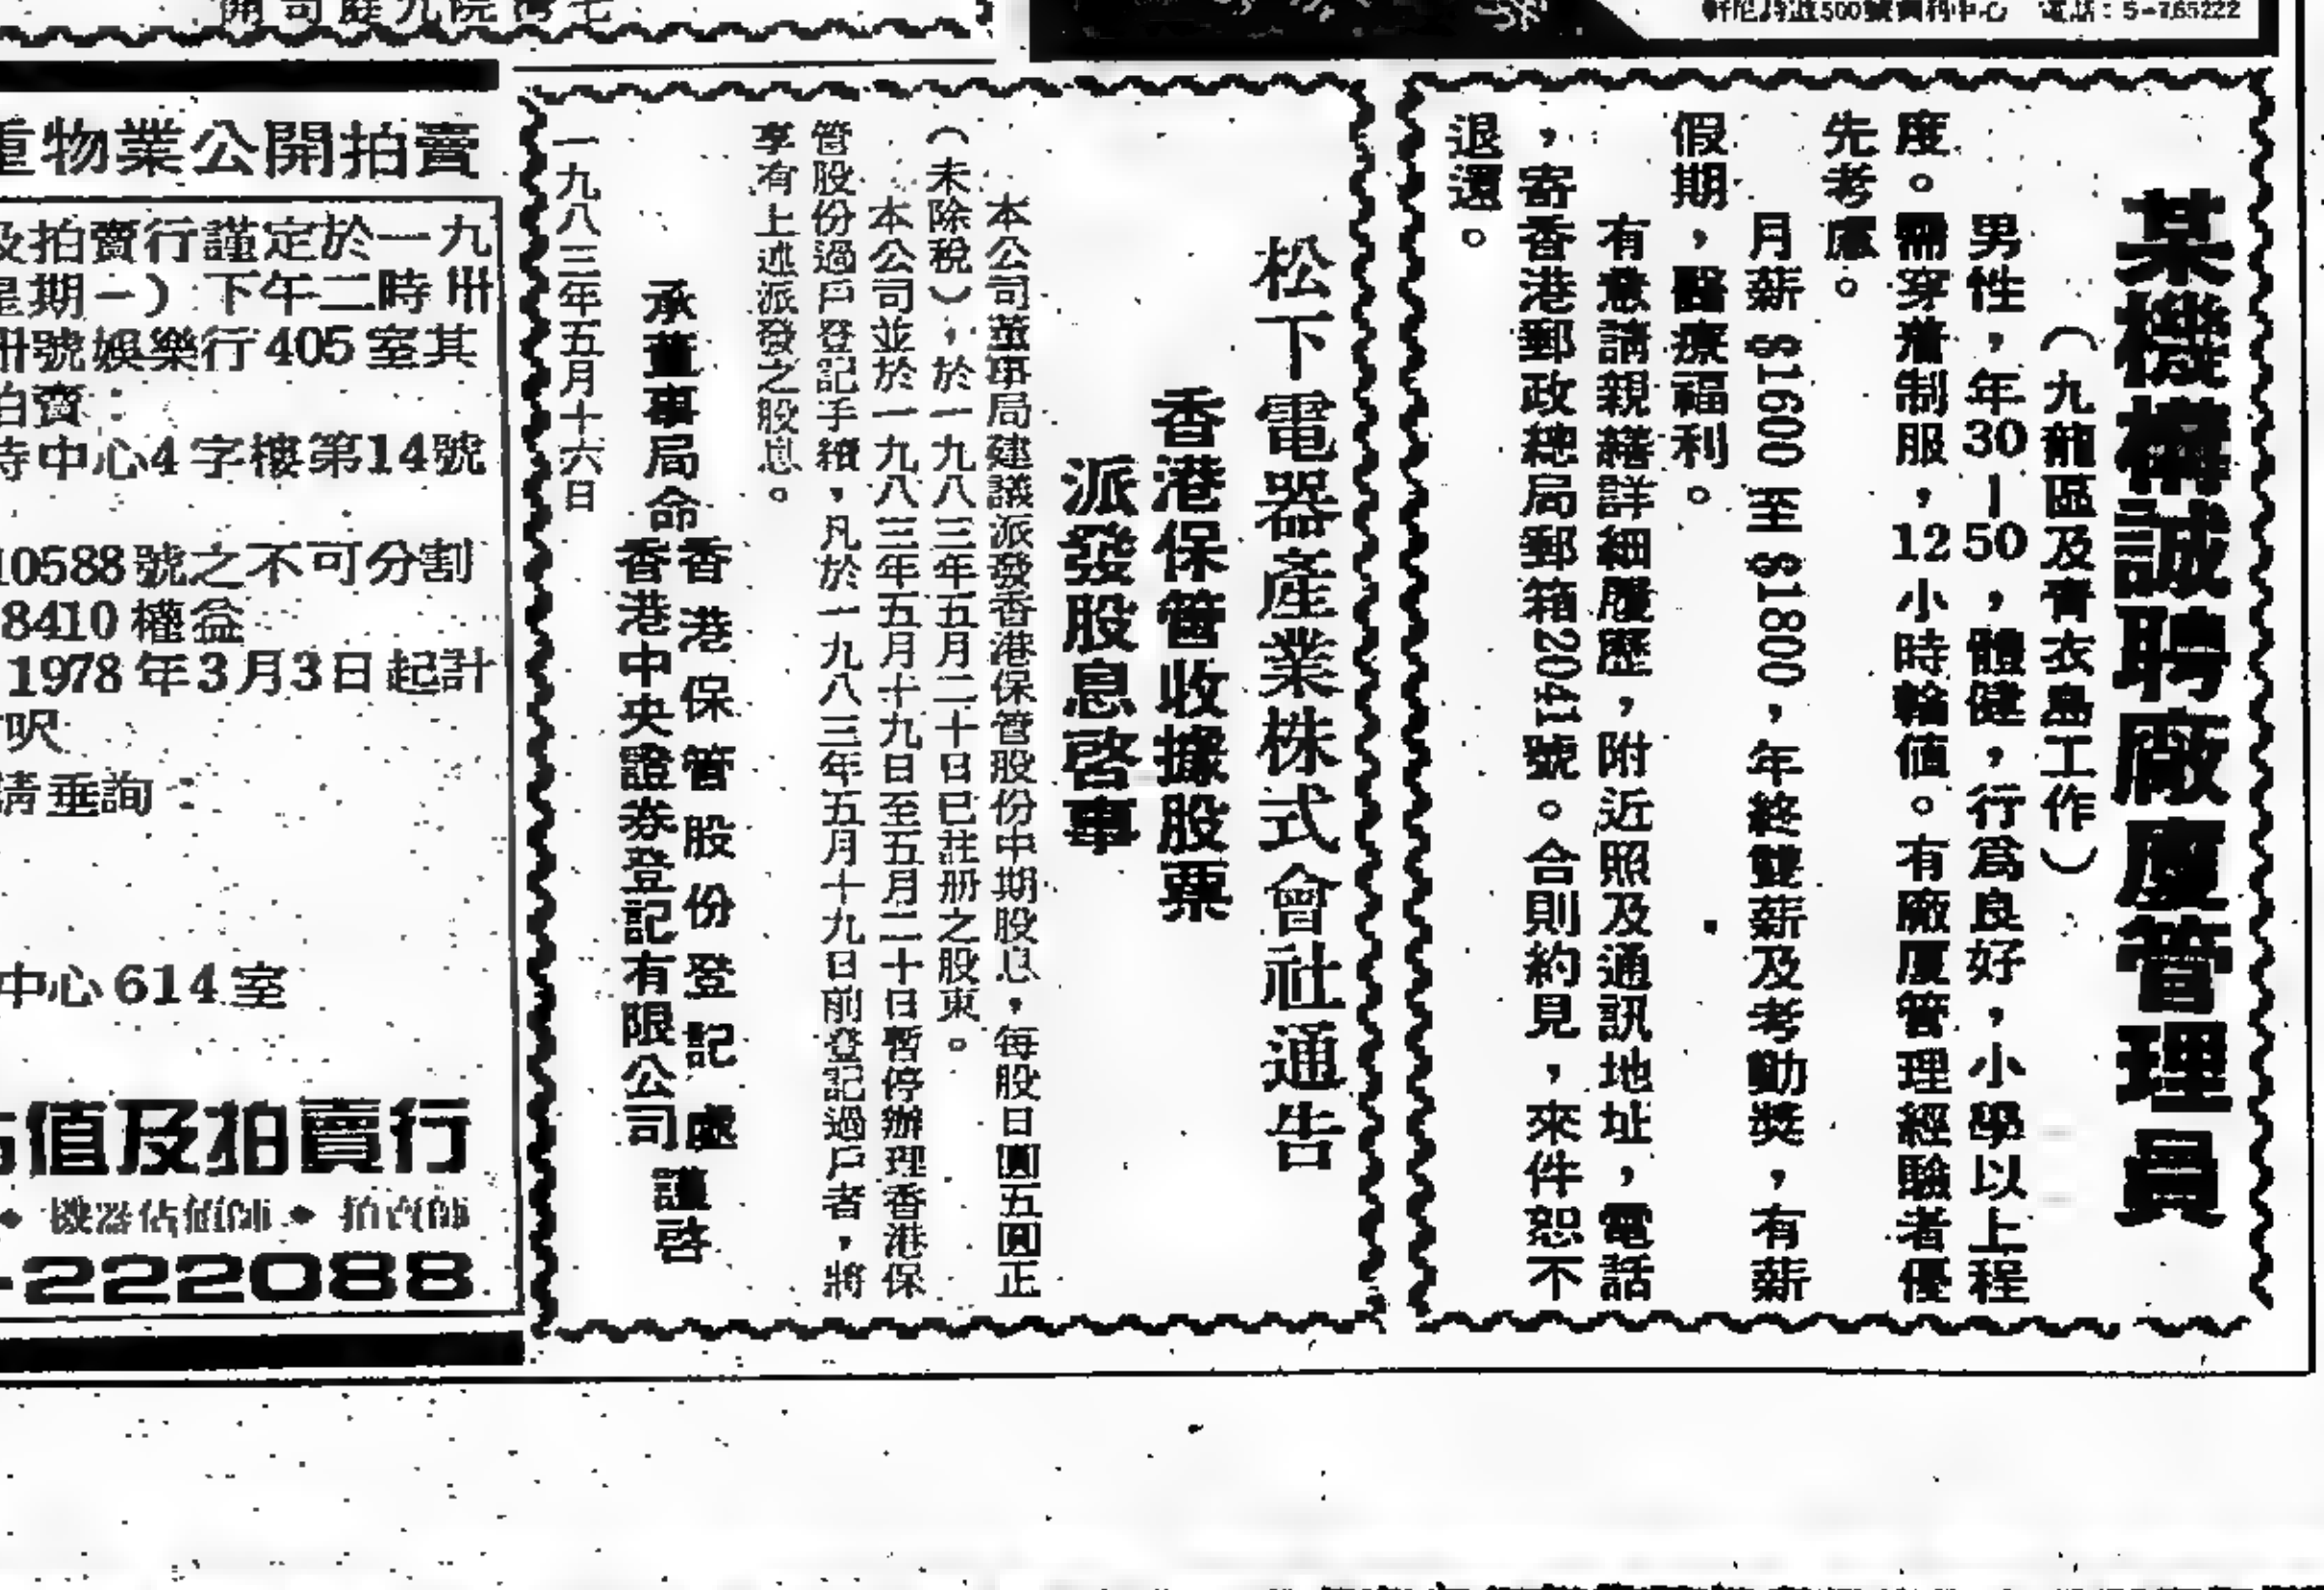 500號資料中心　電話：5-765222
某機構誠聘廠廈管理員
（九龍區及青衣島工作）
男性，年30－50，體健，行爲良好，小學以上程
度。需穿着制服，12小時輪值。有廠厦管理經驗者優
先考慮。
月薪$1600至$1800，年終雙薪及考勤獎，有薪
假期，醫療福利。
有意請親繕詳細履歷，附近照及通訊地址，電話
，寄香港郵政總局郵箱2041號。合則約見，來件恕不
退還。
松下電器產業株式會社通告
香港保管收據股票
派發股息啓事
本公司董事局建議派發香港保管股份中期股息，每股日圓五圓正
（未除稅），於一九八三年五月二十日已註册之股東。
本公司並於一九八三年五月十九日至五月二十日暫停辦理香港保
管股份過戶登記手續，凡於一九八三年五月十九日前登記過戶者，將
享有上述派發之股息。
承董事局命
香港保管股份登記處
香港中央證券登記有限公司
謹啓
一九八三年五月十六日
物業公開拍賣
及拍賣行謹定於一九
星期一）下午二時卅
卅號娛樂行405室其
拍賣：
中心4字樓第14號
10588號之不可分割
8410權益
1978年3月3日起計
呎
請垂詢：
中心614室
值及拍賣行
機器估值師◆拍賣師
-222088